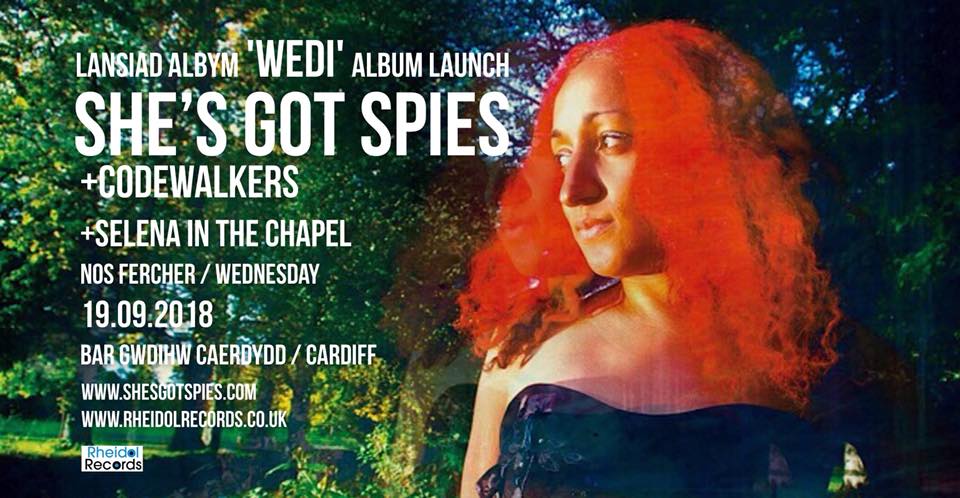 LANSIAD ALBYM 'WEDI' ALBUM LAUNCH
SHE'S GOT SPIES
+CODEWALKERS
+SELENA IN THE CHAPEL
NOS FERCHER / WEDNESDAY
19.09.2018
BAR GWDIHW CAERDYDD / CARDIFF
WWW.SHESGOTSPIES.COM
WWW.RHEIDOLRECORDS.CO.UK
Rheidol
Records